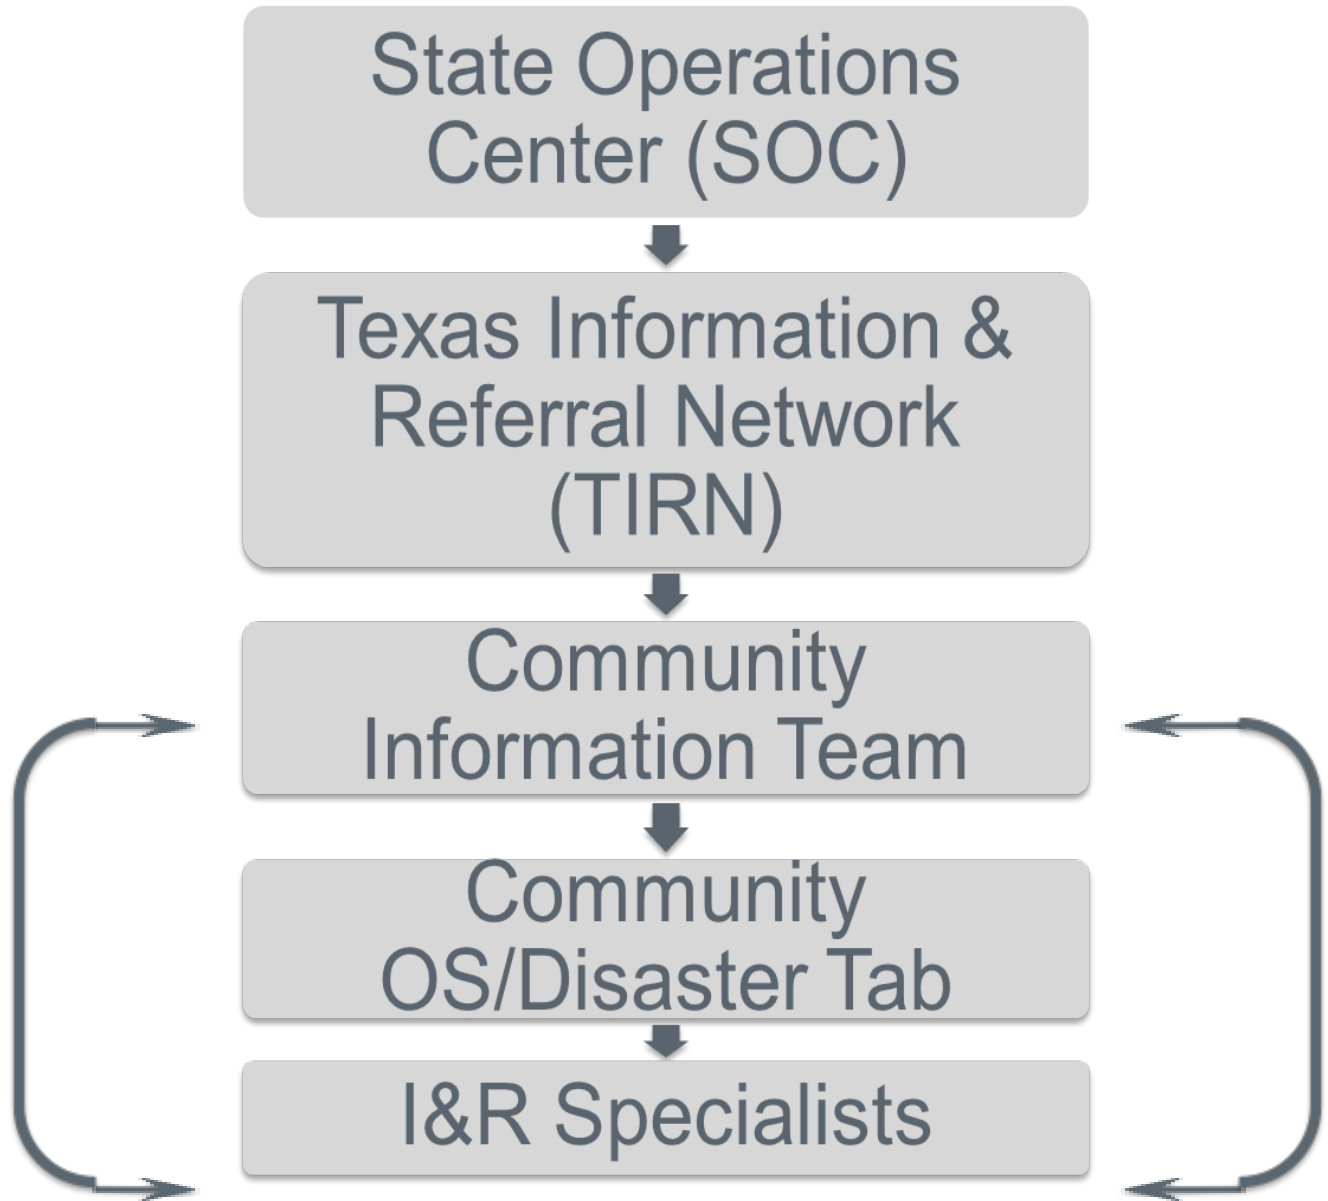 State Operations
Center (SOC)
Texas Information &
Referral Network
(TIRN)
Community
Information Team
Community
OS/Disaster Tab
I&R Specialists